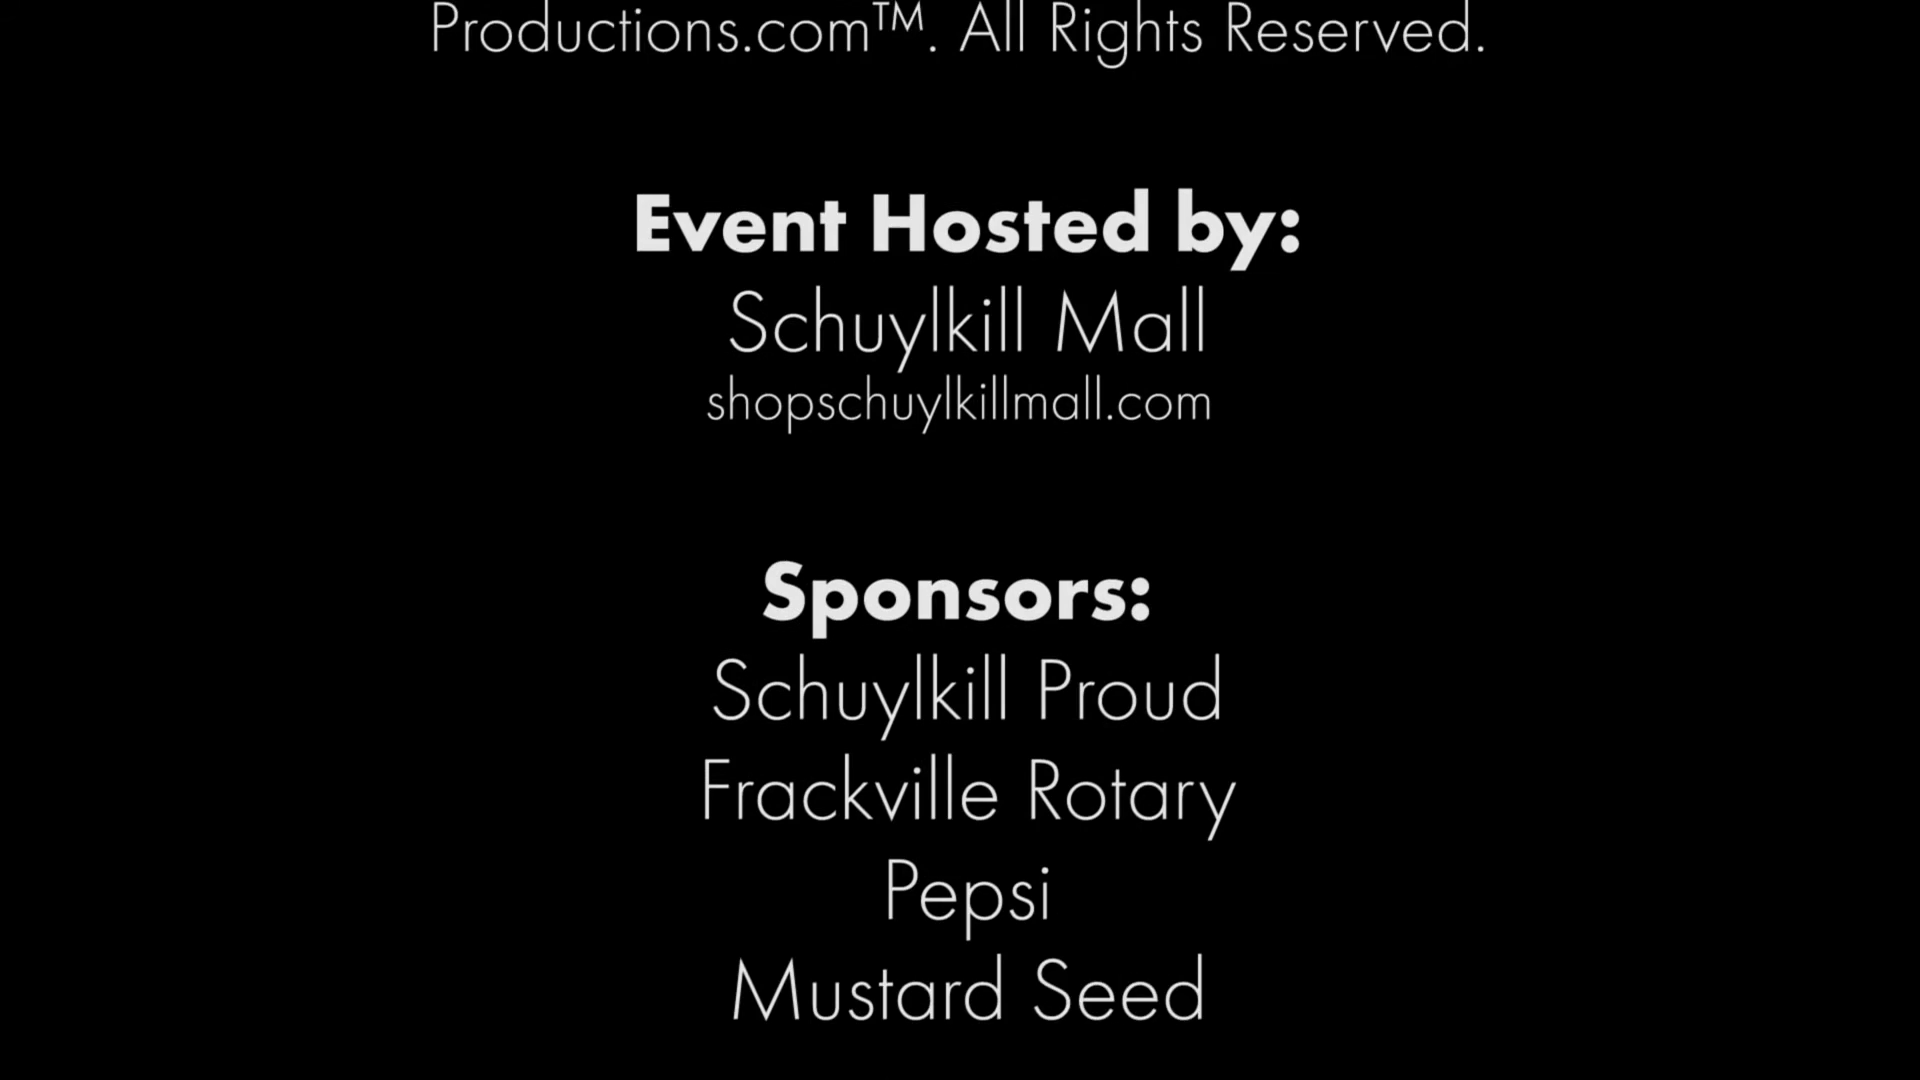 Productions.com™. All Rights Reserved.
Event Hosted by:
Schuylkill Mall
shopschuylkillmall.com
Sponsors:
Schuylkill Proud
Frackville Rotary
Pepsi
Mustard Seed